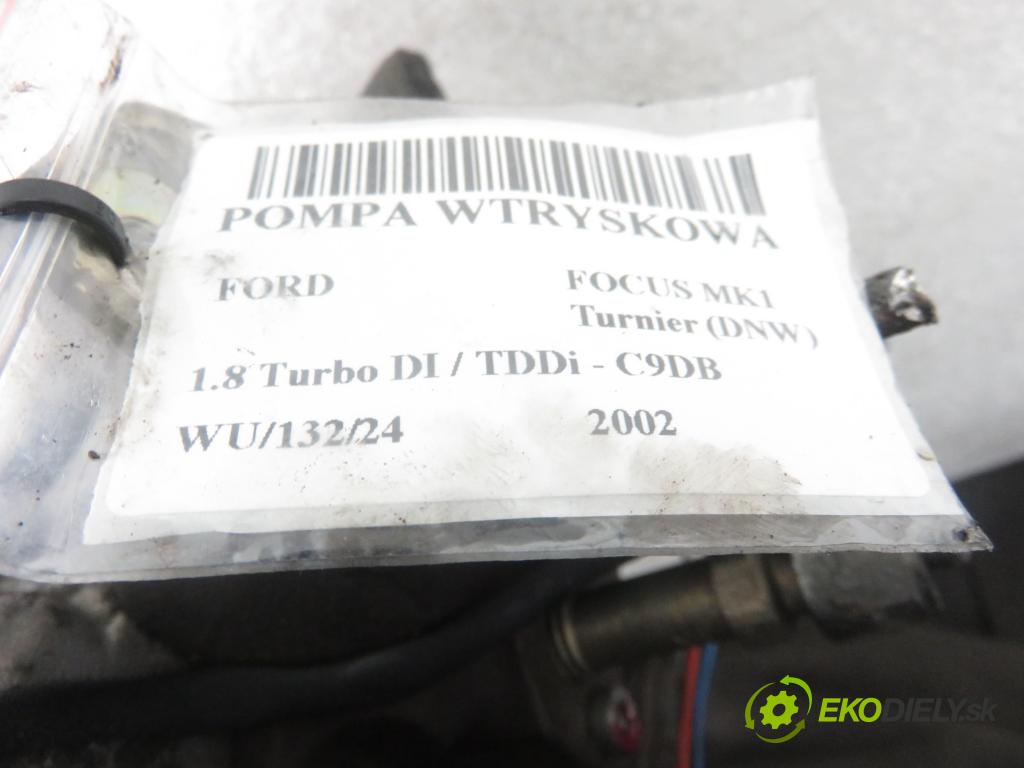 POMPA WTRYSKOWA
FORD FOCUS MK1
Turnier (DNW)
1.8 Turbo DI / TDDi - C9DB
WU/132/24 2002
EKODIELY.sk